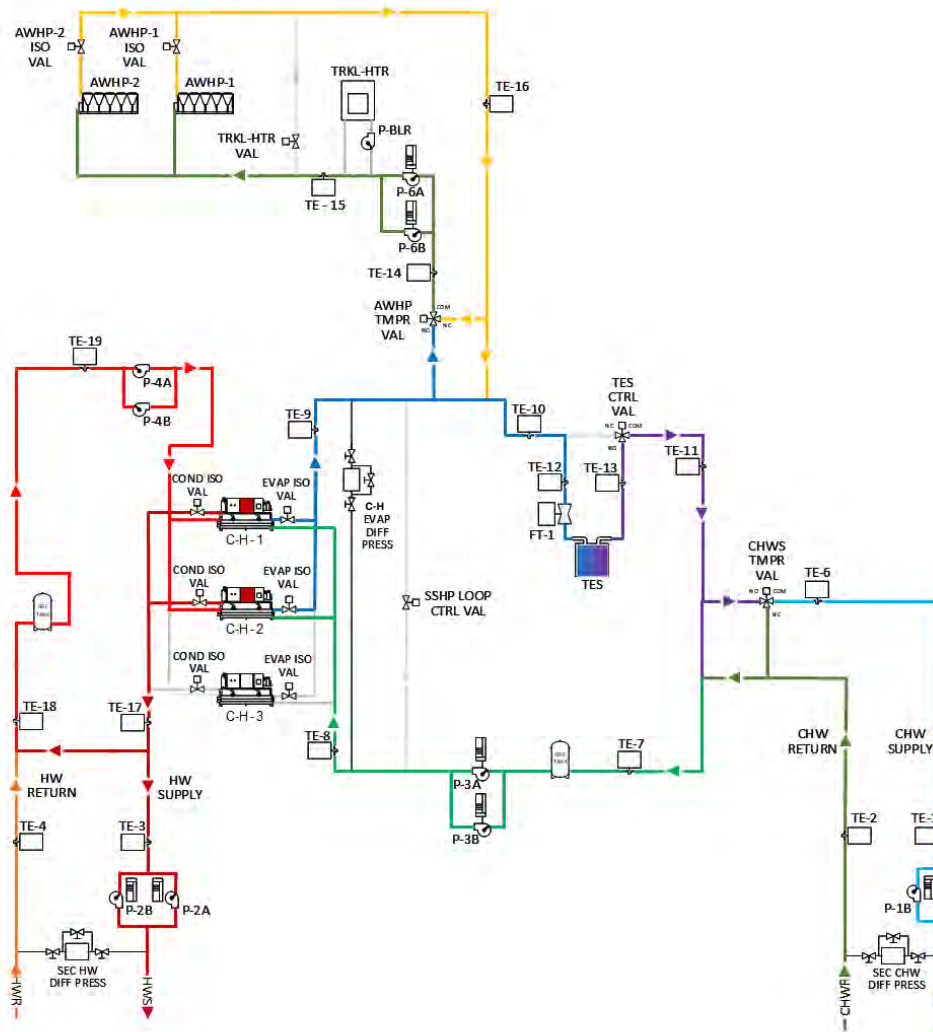 AWHP-2
ISO
VAL
AWHP-1
ISO
VAL
AWHP-2
AWHP-1
TRKL-HTR
TE-16
TRKL-HTR
VAL
P-BLR
P-6A
TE - 15
P-6B
TE-14
AWHP
TMPR
VAL
COM
NO
NC
TE-19
P-4A
P-4B
TE-9
TE-10
TES
CTRL
VAL
NC
COM
NO
TE-11
TE-12
TE-13
COND ISO
VAL
EVAP ISO
VAL
C-H
EVAP
DIFF
PRESS
C-H-1
FT-1
TES
COND ISO
VAL
EVAP ISO
VAL
C-H-2
SSHP LOOP
CTRL VAL
CHWS
TMPR
VAL
TE-6
NO
COM
NC
COND ISO
VAL
EVAP ISO
VAL
C-H-3
TE-18
TE-17
TE-8
TE-7
P-3A
P-3B
HW
RETURN
HW
SUPPLY
CHW
RETURN
CHW
SUPPLY
TE-4
TE-3
TE-2
TE-1
P-2B
P-2A
P-1B
SEC HW
DIFF PRESS
SEC CHW
DIFF PRESS
HWR
HWS
CHWR